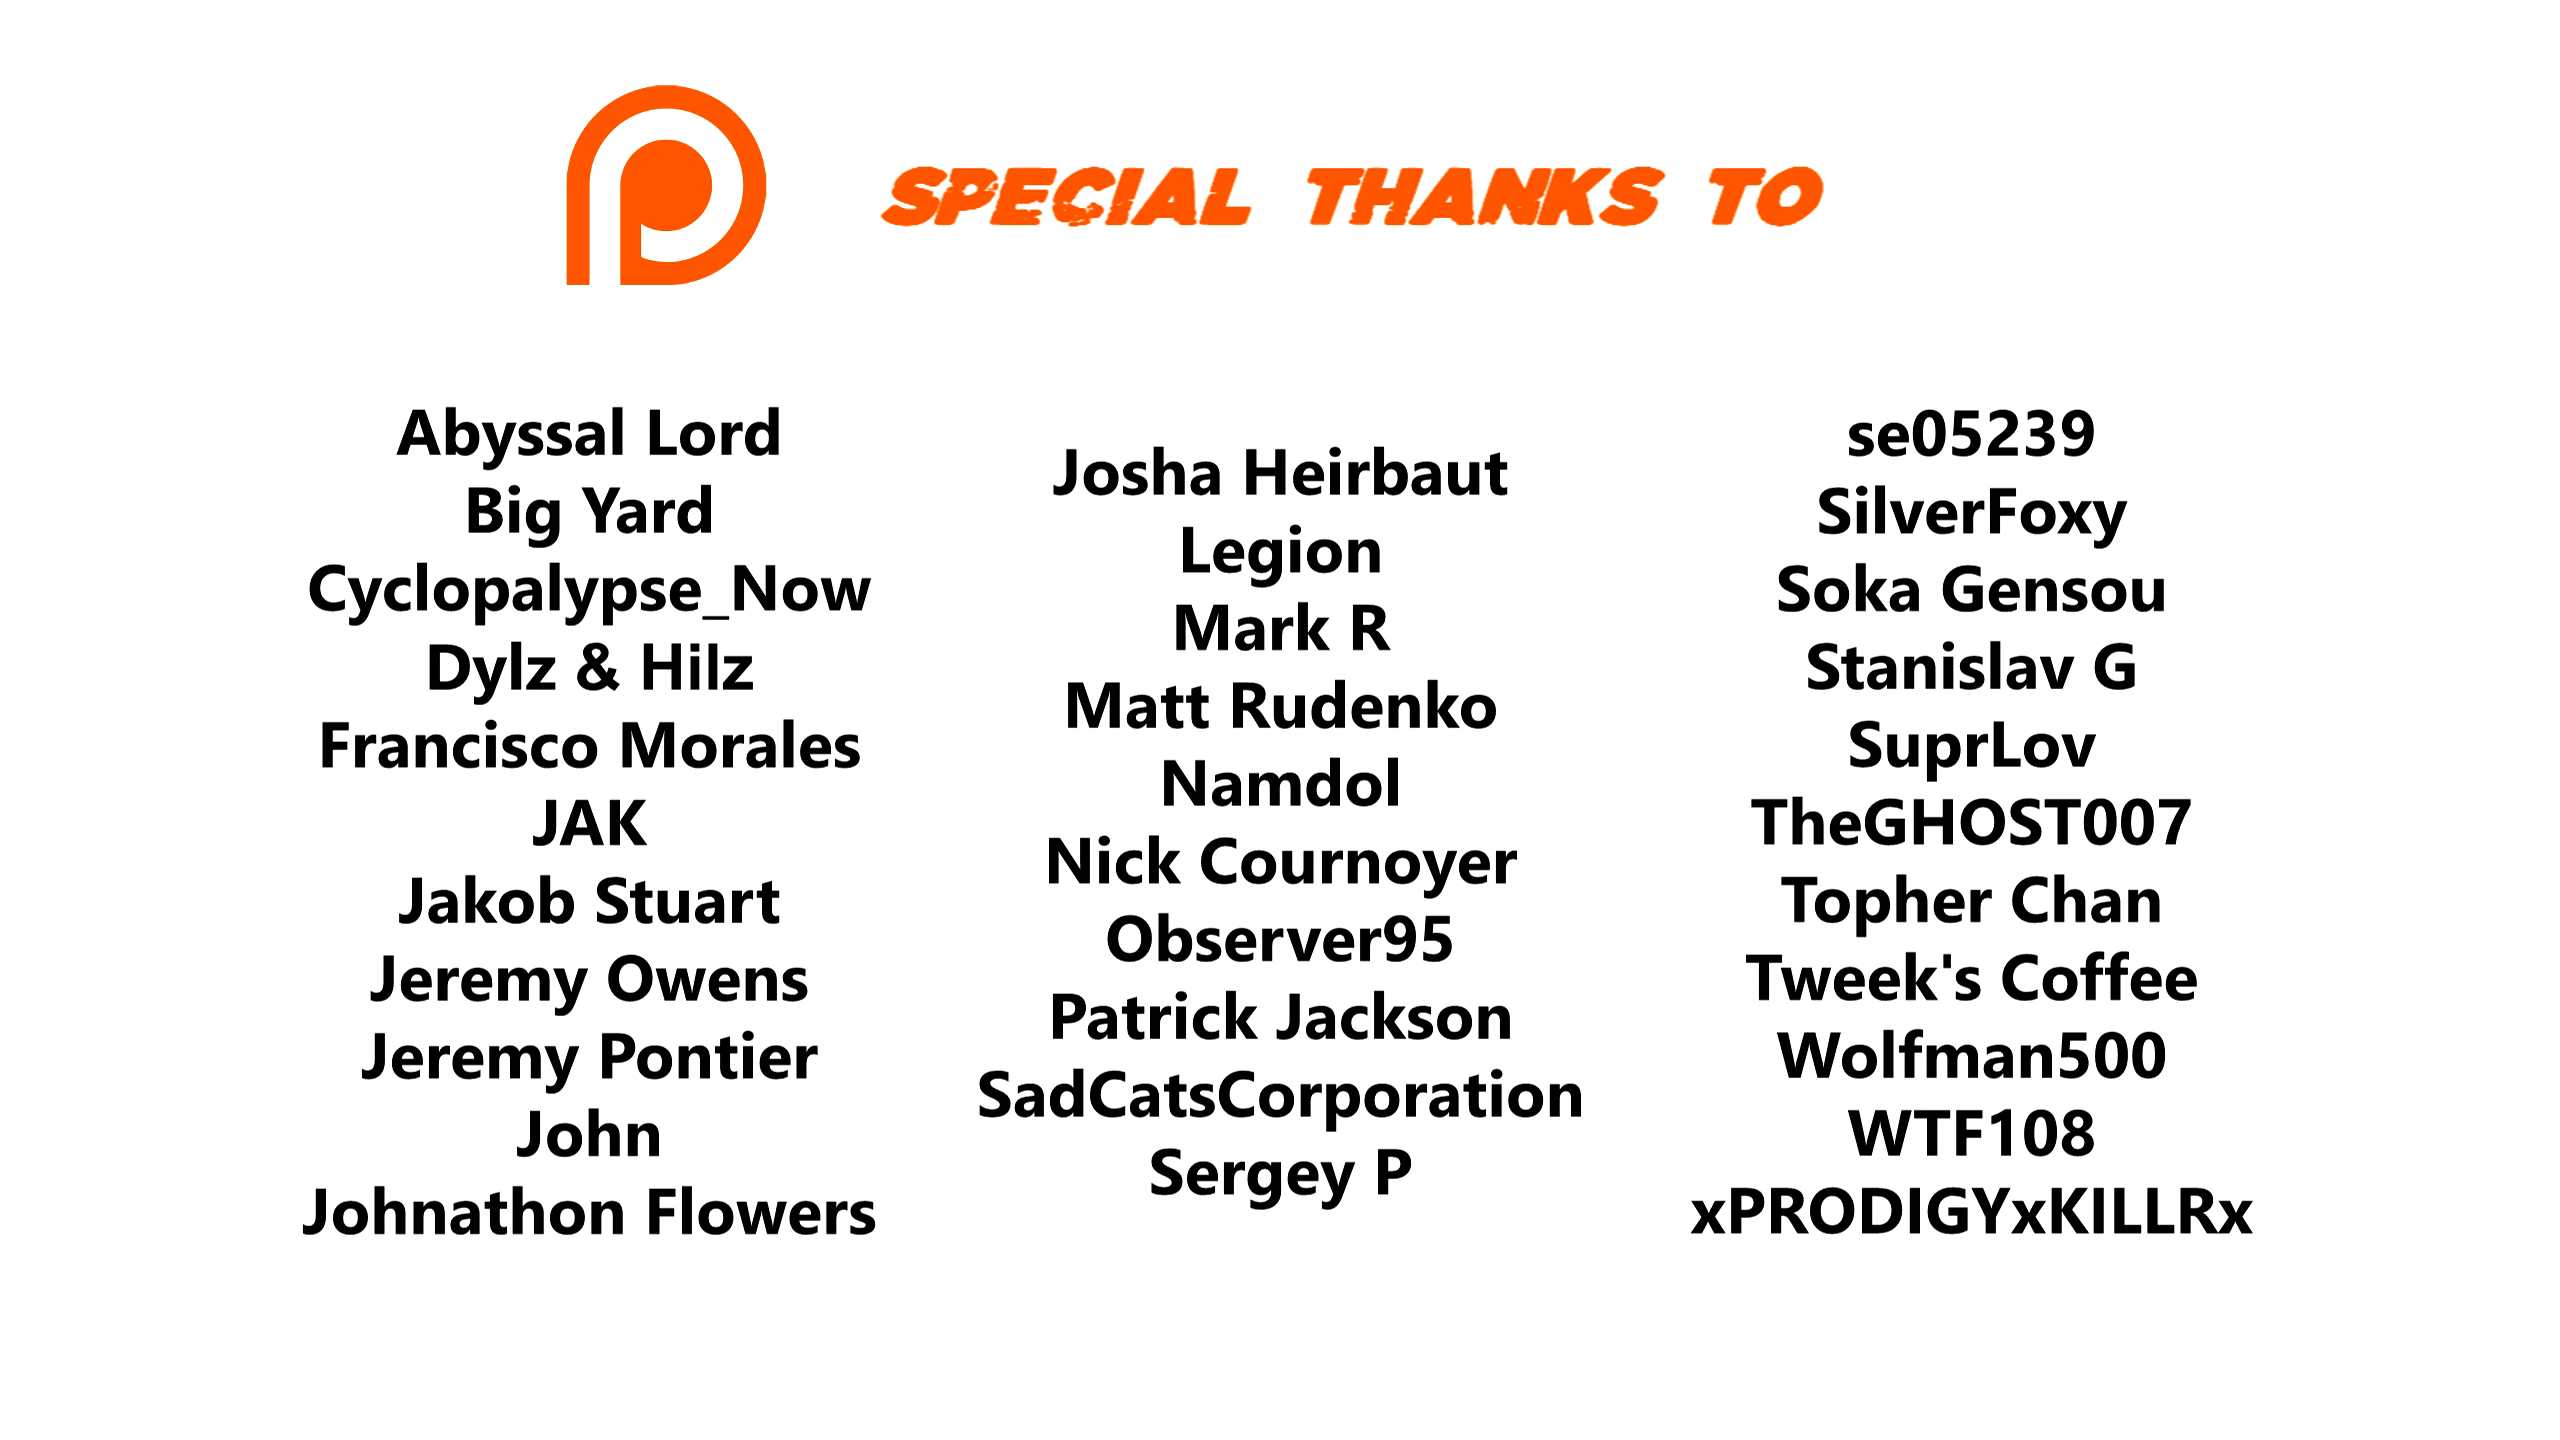 SPECIAL THANKS TO
Abyssal Lord
Big Yard
Cyclopalypse_Now
Dylz & Hilz
Francisco Morales
JAK
Jakob Stuart
Jeremy Owens
Jeremy Pontier
John
Johnathon Flowers
Josha Heirbaut
Legion
Mark R
Matt Rudenko
Namdol
Nick Cournoyer
Observer95
Patrick Jackson
SadCatsCorporation
Sergey P
se05239
SilverFoxy
Soka Gensou
Stanislav G
SuprLov
TheGHOST007
Topher Chan
Tweek's Coffee
Wolfman500
WTF108
xPRODIGYxKILLRx